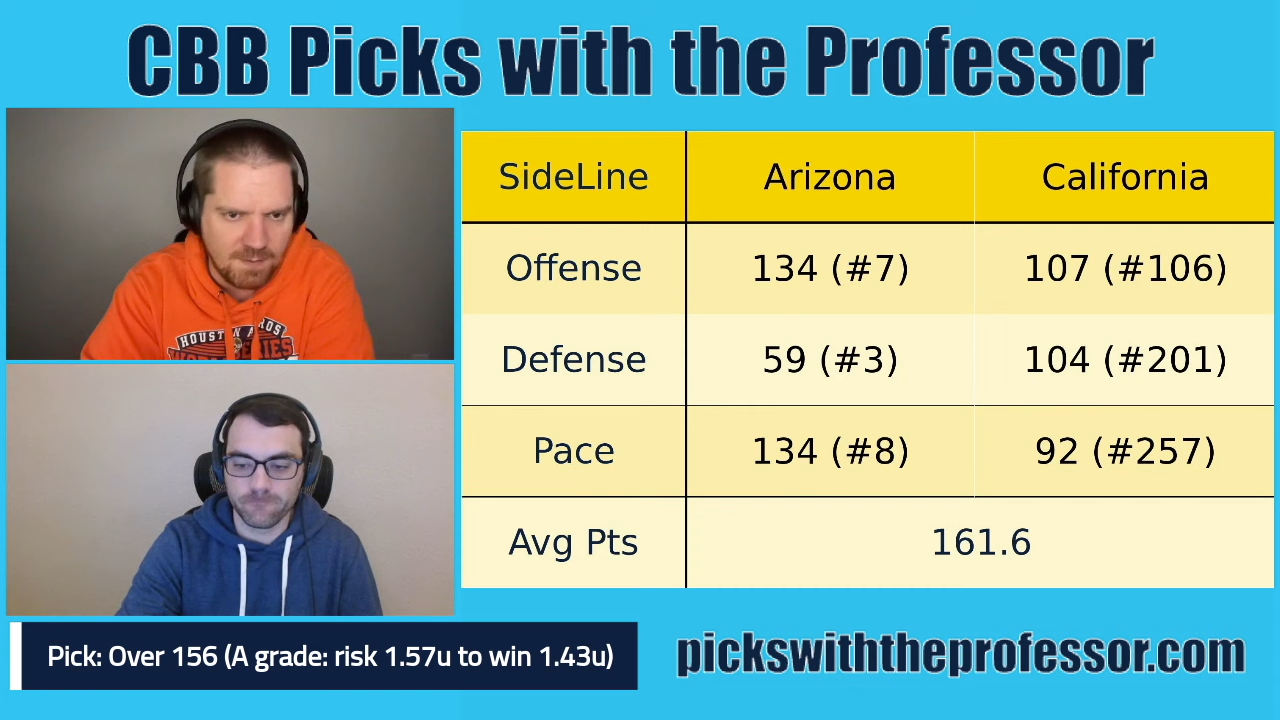 CBB Picks with the Professor
SideLine Arizona California
Offense 134 (#7) 107 (#106)
Defense 59 (#3) 104 (#201)
Pace 134 (#8) 92 (#257)
Avg Pts 161.6
HOUST
Pick: Over 156 (A grade: risk 1.57u to win 1.43u)
pickswiththeprofessor.com